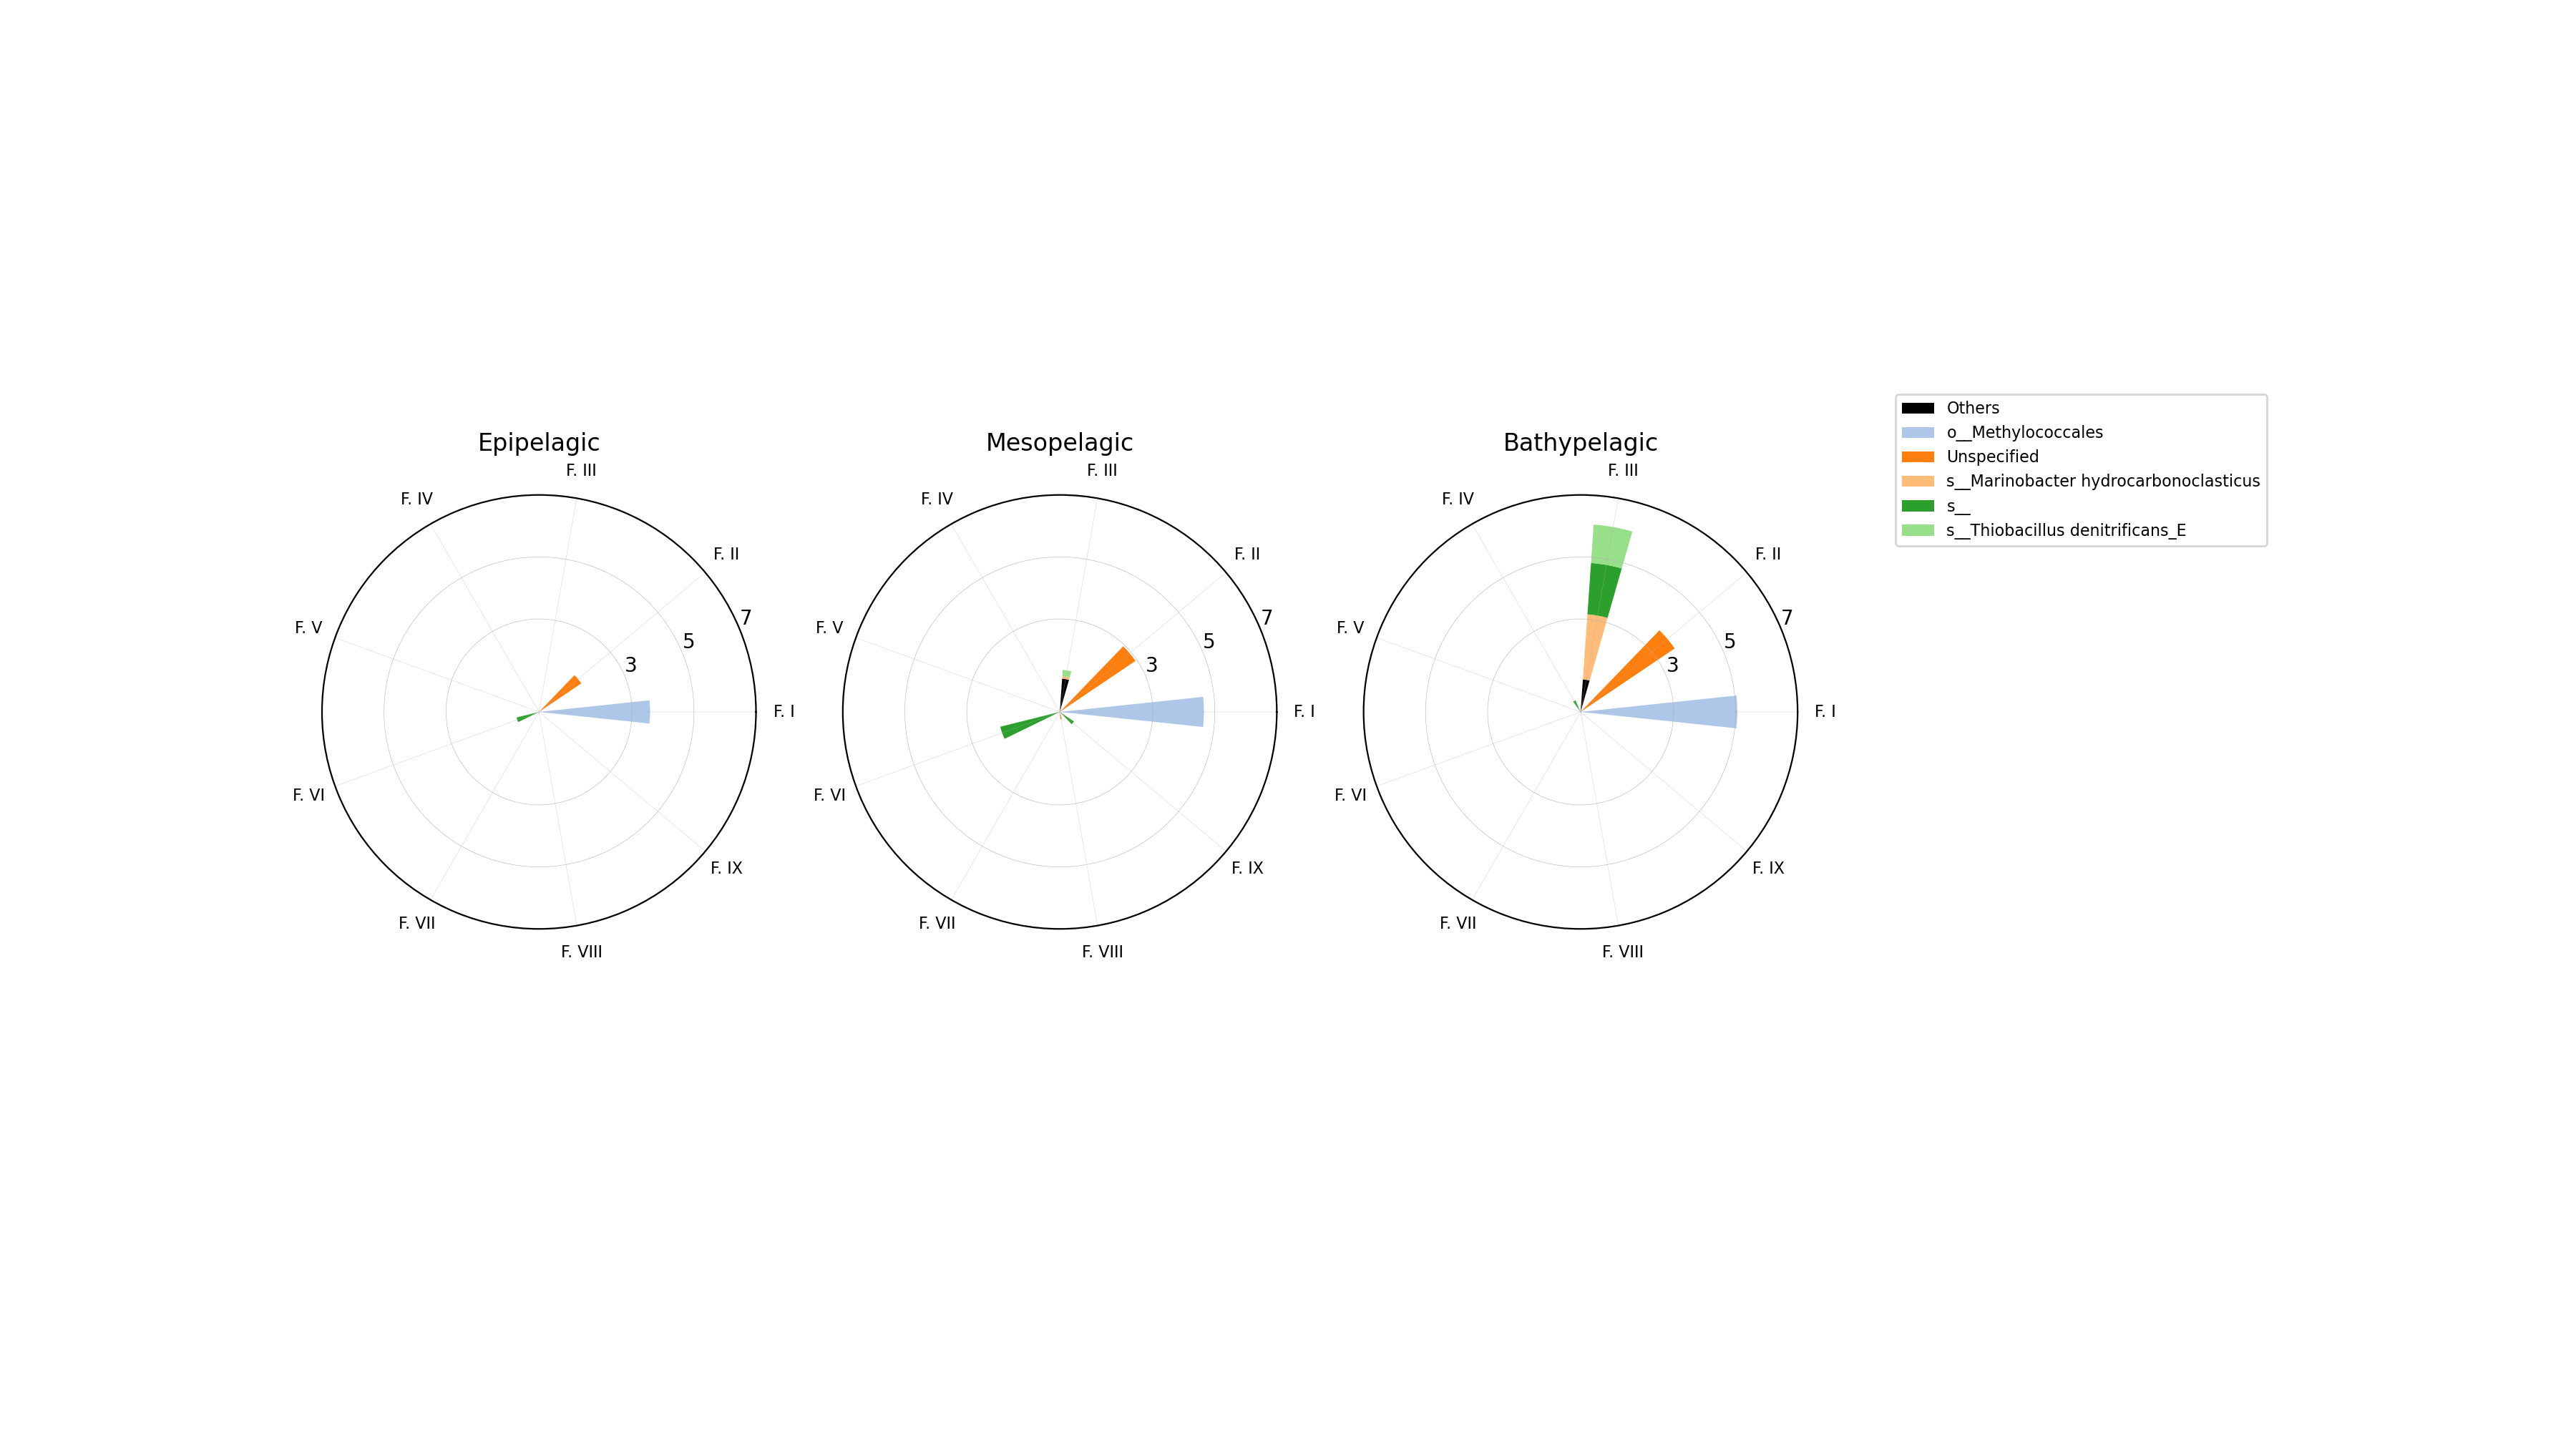 Epipelagic
F. III
F. IV
F. II
F. V
7
5
3
F. I
F. VI
F. IX
F. VII
F. VIII
Mesopelagic
F. III
F. IV
F. II
F. V
7
5
3
F. I
F. VI
F. IX
F. VII
F. VIII
Bathypelagic
F. III
F. IV
F. II
F. V
7
5
3
F. I
F. VI
F. IX
F. VII
F. VIII
Others
o__Methylococcales
Unspecified
s__Marinobacter hydrocarbonoclasticus
s__
s__Thiobacillus denitrificans_E